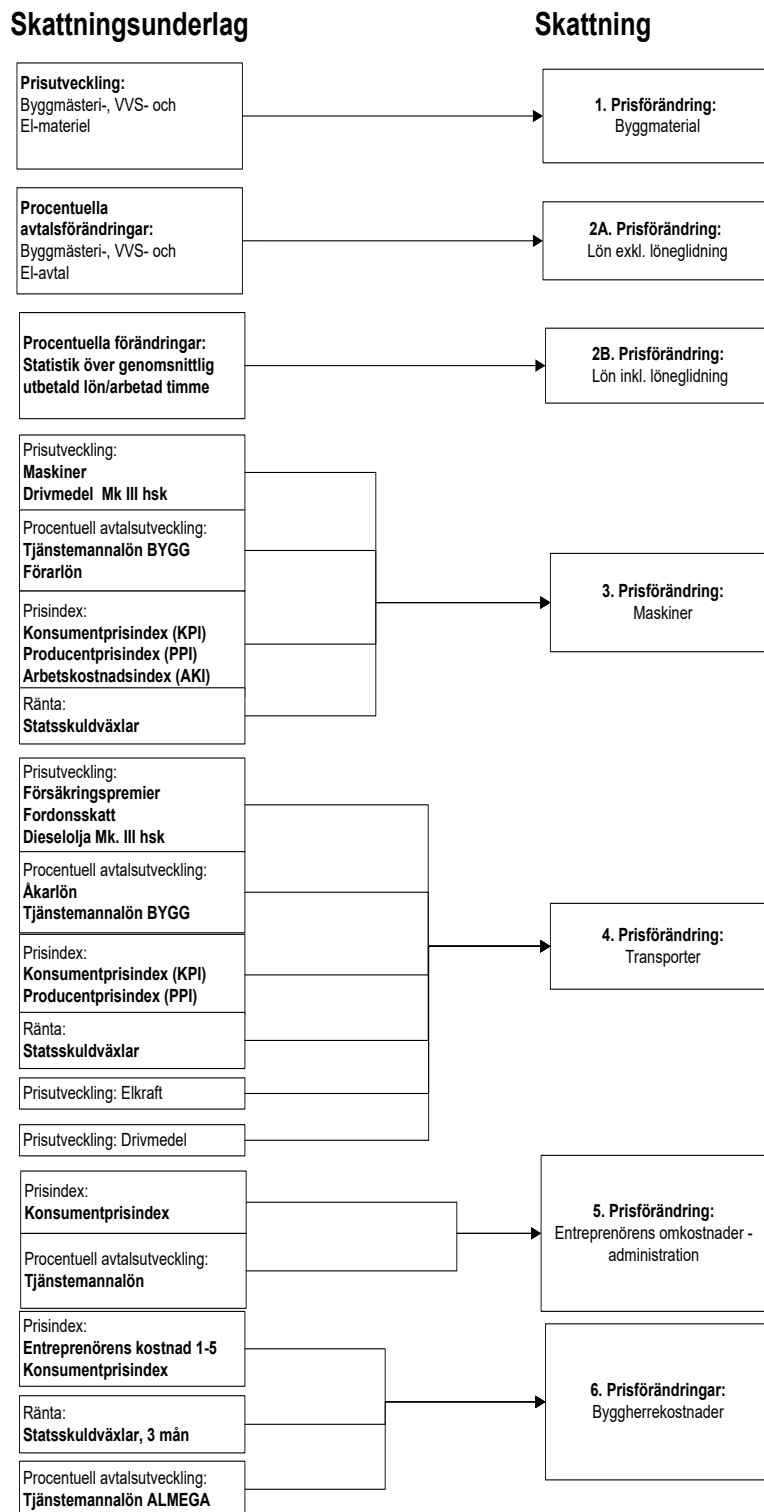 Skattningsunderlag
Skattning
Prisutveckling:
Byggmästeri-, VVS- och
El-materiel
1. Prisförändring:
Byggmaterial
Procentuella
avtalsförändringar:
Byggmästeri-, VVS- och
El-avtal
2A. Prisförändring:
Lön exkl. löneglidning
Procentuella förändringar:
Statistik över genomsnittlig
utbetald lön/arbetad timme
2B. Prisförändring:
Lön inkl. löneglidning
Prisutveckling:
Maskiner
Drivmedel Mk III hsk
Procentuell avtalsutveckling:
Tjänstemannalön BYGG
Förarlön
Prisindex:
Konsumentprisindex (KPI)
Producentprisindex (PPI)
Arbetskostnadsindex (AKI)
Ränta:
Statsskuldväxlar
3. Prisförändring:
Maskiner
Prisutveckling:
Försäkringspremier
Fordonsskatt
Dieselolja Mk. III hsk
Procentuell avtalsutveckling:
Åkarlön
Tjänstemannalön BYGG
Prisindex:
Konsumentprisindex (KPI)
Producentprisindex (PPI)
Ränta:
Statsskuldväxlar
Prisutveckling: Elkraft
Prisutveckling: Drivmedel
4. Prisförändring:
Transporter
Prisindex:
Konsumentprisindex
Procentuell avtalsutveckling:
Tjänstemannalön
5. Prisförändring:
Entreprenörens omkostnader -
administration
Prisindex:
Entreprenörens kostnad 1-5
Konsumentprisindex
Ränta:
Statsskuldväxlar, 3 mån
Procentuell avtalsutveckling:
Tjänstemannalön ALMEGA
6. Prisförändringar:
Byggherrekostnader